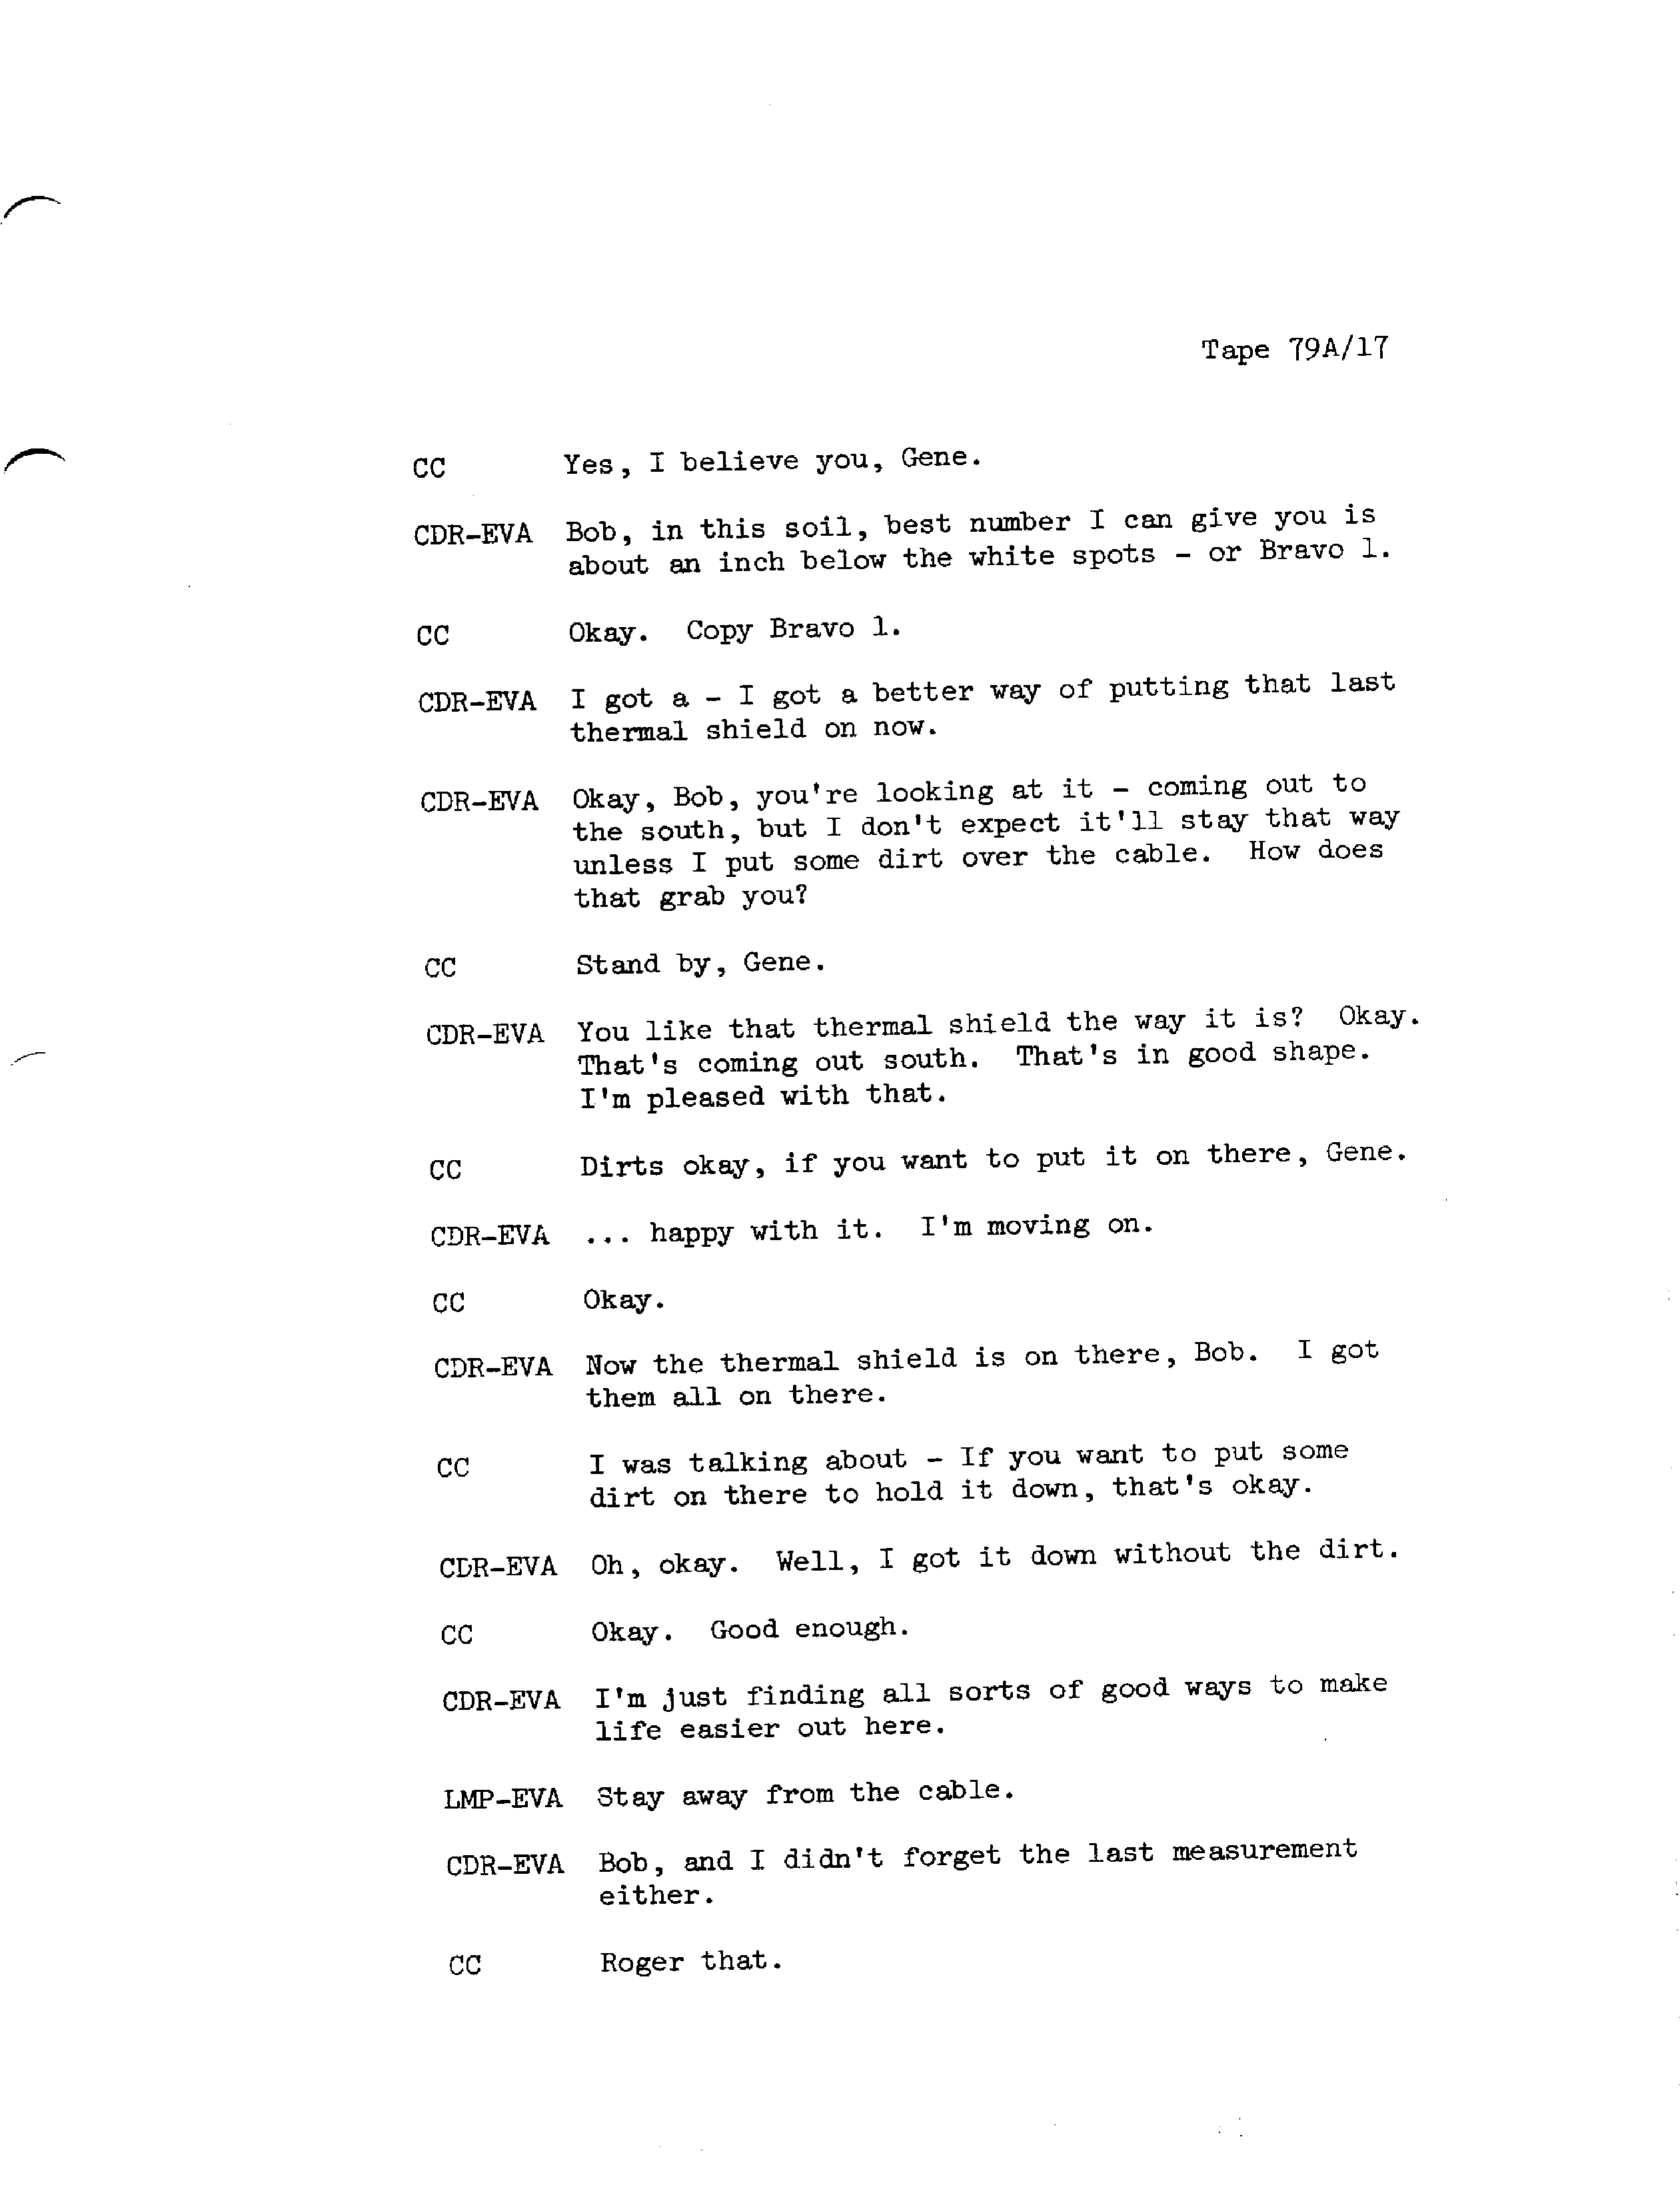 Tape 79A/17
CC Yes, I believe you, Gene.
CDR-EVA Bob, in this soil, best number I can give you is
about an inch below the white spots - or Bravo 1.
CC Okay. Copy Bravo 1.
CDR-EVA I got a - I got a better way of putting that last
thermal shield on now.
CDR-EVA Okay, Bob, you're looking at it - coming out to
the south, but I don't expect it'll stay that way
unless I put some dirt over the cable. How does
that grab you?
CC Stand by, Gene.
CDR-EVA You like that thermal shield the way it is? Okay.
That's coming out south. That's in good shape.
I'm pleased with that.
CC Dirts okay, if you want to put it on there, Gene.
CDR-EVA ... happy with it. I'm moving on.
CC Okay.
CDR-EVA Now the thermal shield is on there, Bob. I got
them all on there.
CC I was talking about - If you want to put some
dirt on there to hold it down, that's okay.
CDR-EVA Oh, okay. Well, I got it down without the dirt.
CC Okay. Good enough.
CDR-EVA I'm just finding all sorts of good ways to make
life easier out here.
LMP-EVA Stay away from the cable.
CDR-EVA Bob, and I didn't forget the last measurement
either.
CC Roger that.